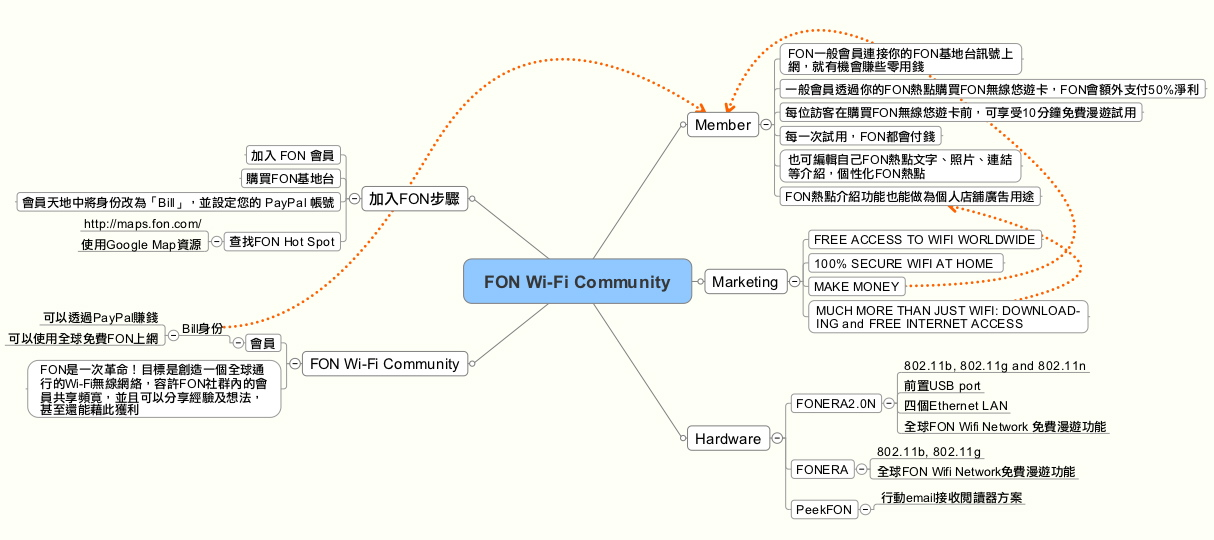 FON Wi-Fi Community
Member
FON一般會員連接你的FON基地台訊號上
網，就有機會賺些零用錢
一般會員透過你的FON熱點購買FON無線悠遊卡，FON會額外支付50%淨利
每位訪客在購買FON無線悠遊卡前，可享受10分鐘免費漫遊試用
每一次試用，FON都會付錢
也可編輯自己FON熱點文字、照片、連結
等介紹，個性化FON熱點
FON熱點介紹功能也能做為個人店舖廣告用途
Marketing
FREE ACCESS TO WIFI WORLDWIDE
100% SECURE WIFI AT HOME
MAKE MONEY
MUCH MORE THAN JUST WIFI: DOWNLOAD-
ING and FREE INTERNET ACCESS
Hardware
FONERA2.0N
802.11b, 802.11g and 802.11n
前置USB port
四個Ethernet LAN
全球FON Wifi Network 免費漫遊功能
FONERA
802.11b, 802.11g
全球FON Wifi Network免費漫遊功能
PeekFON
行動email接收閱讀器方案
加入FON步驟
加入 FON 會員
購買FON基地台
會員天地中將身份改為「Bill」，並設定您的 PayPal 帳號
查找FON Hot Spot
http://maps.fon.com/
使用Google Map資源
FON Wi-Fi Community
會員
Bill身份
可以透過PayPal賺錢
可以使用全球免費FON上網
FON是一次革命！目標是創造一個全球通
行的Wi-Fi無線網絡，容許FON社群內的會
員共享頻寬，並且可以分享經驗及想法，
甚至還能藉此獲利